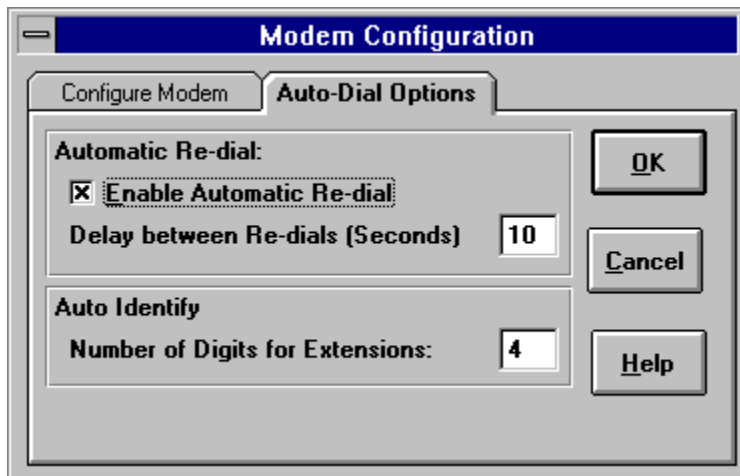 Modem Configuration
Configure Modem
Auto-Dial Options
Automatic Re-dial:
Enable Automatic Re-dial
Delay between Re-dials (Seconds) 10
Auto Identify
Number of Digits for Extensions: 4
OK
Cancel
Help